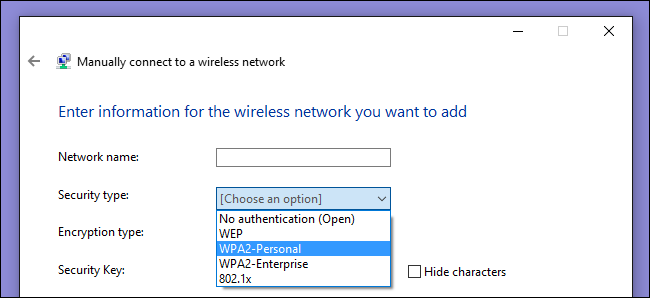 Manually connect to a wireless network
Enter information for the wireless network you want to add
Network name:
Security type: [Choose an option]
No authentication (Open)
Encryption type:
WEP
WPA2-Personal
WPA2-Enterprise
Security Key: Hide characters
802.1x